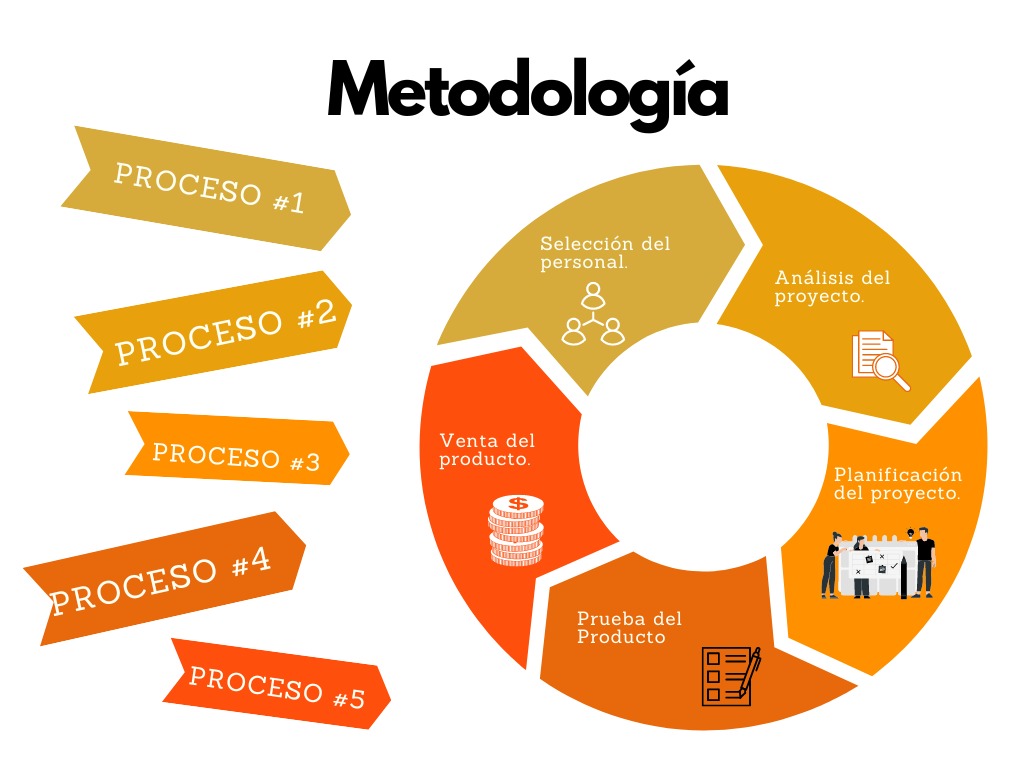 Metodología
PROCESO #1
PROCESO #2
PROCESO #3
PROCESO #4
PROCESO #5
Selección del
personal.
Análisis del
proyecto.
Planificación
del proyecto.
Prueba del
Producto
Venta del
producto.
$